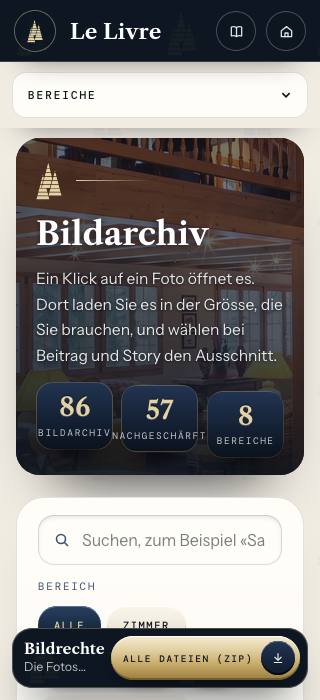 Le Livre
BEREICHE
Bildarchiv
Ein Klick auf ein Foto öffnet es.
Dort laden Sie es in der Grösse, die
Sie brauchen, und wählen bei
Beitrag und Story den Ausschnitt.
86
BILDARCHIV
57
NACHGESCHÄRFT
8
BEREICHE
Suchen, zum Beispiel «Sa
BEREICH
ALLE
ZIMMER
Bildrechte
Die Fotos…
ALLE DATEIEN (ZIP)